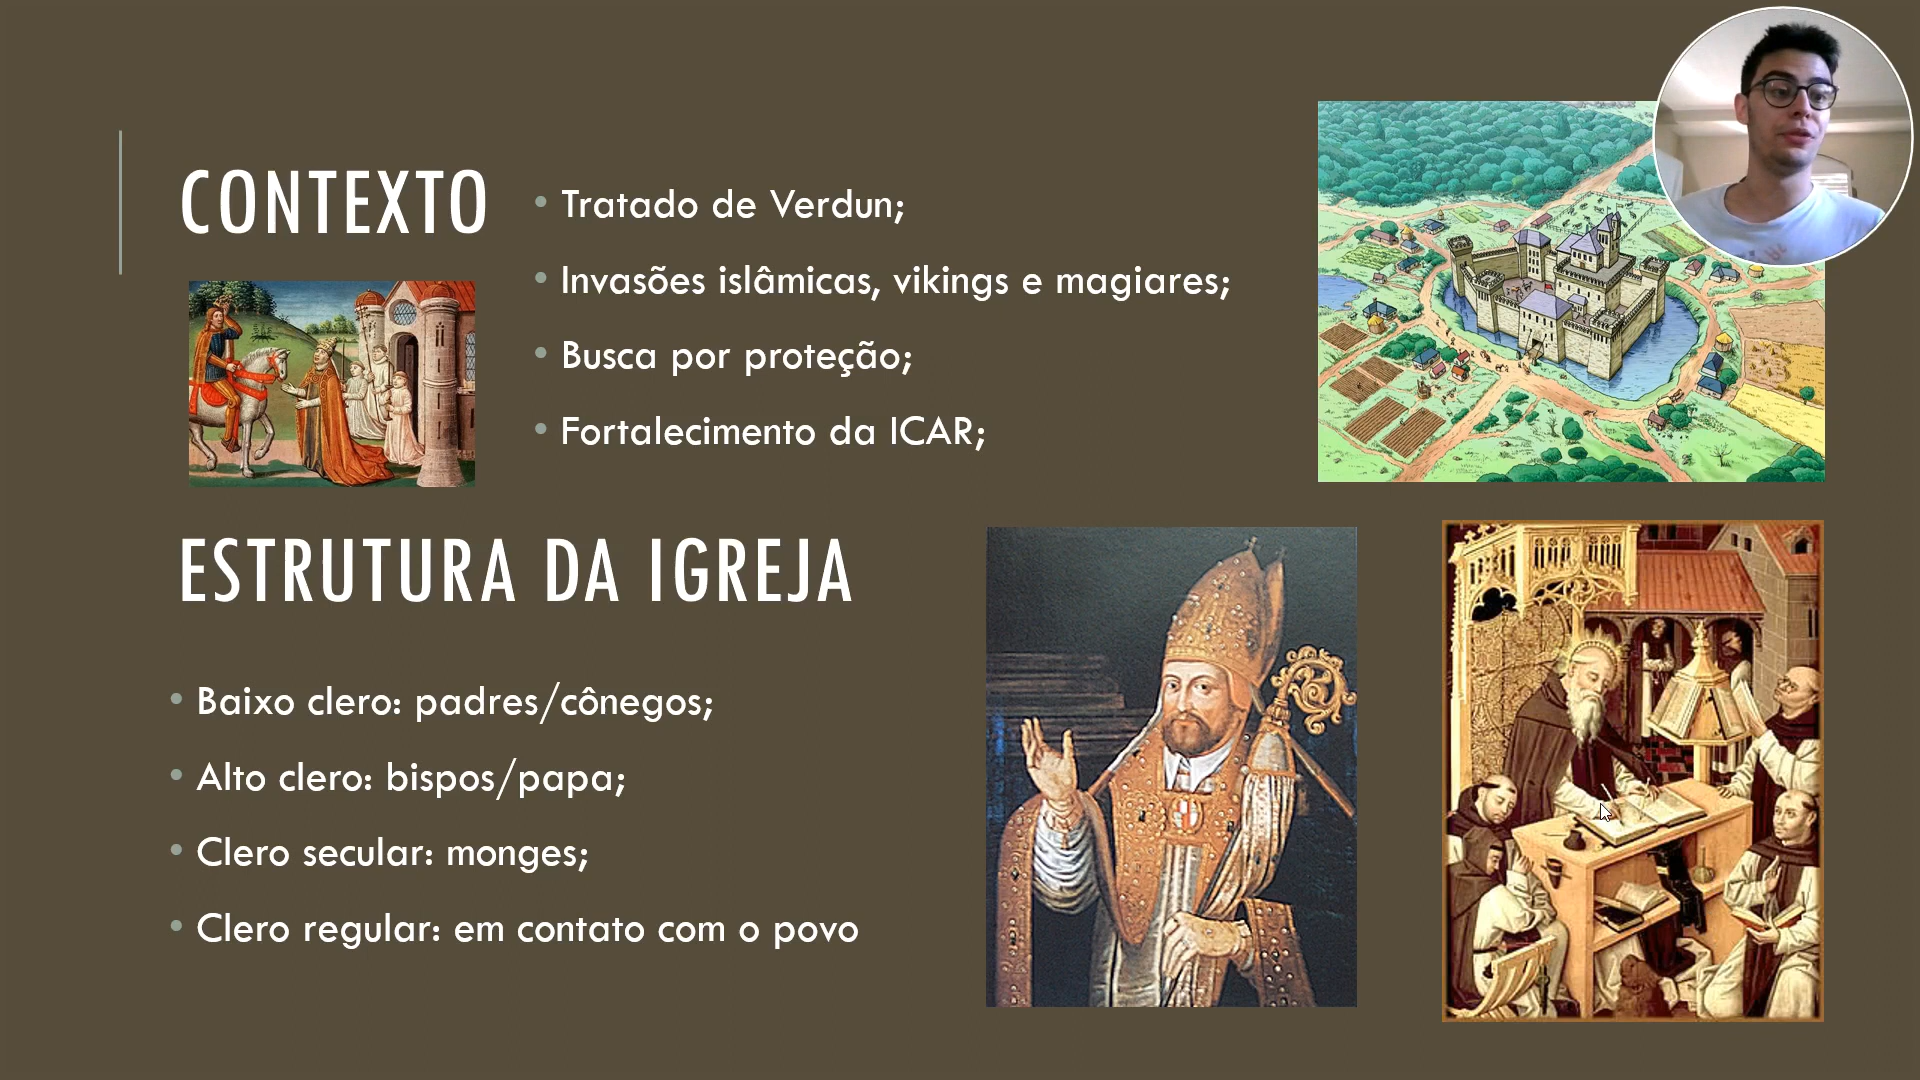 CONTEXTO
Tratado de Verdun;
Invasões islâmicas, vikings e magiares;
Busca por proteção;
Fortalecimento da ICAR;
ESTRUTURA DA IGREJA
Baixo clero: padres/cônegos;
Alto clero: bispos/papa;
Clero secular: monges;
Clero regular: em contato com o povo